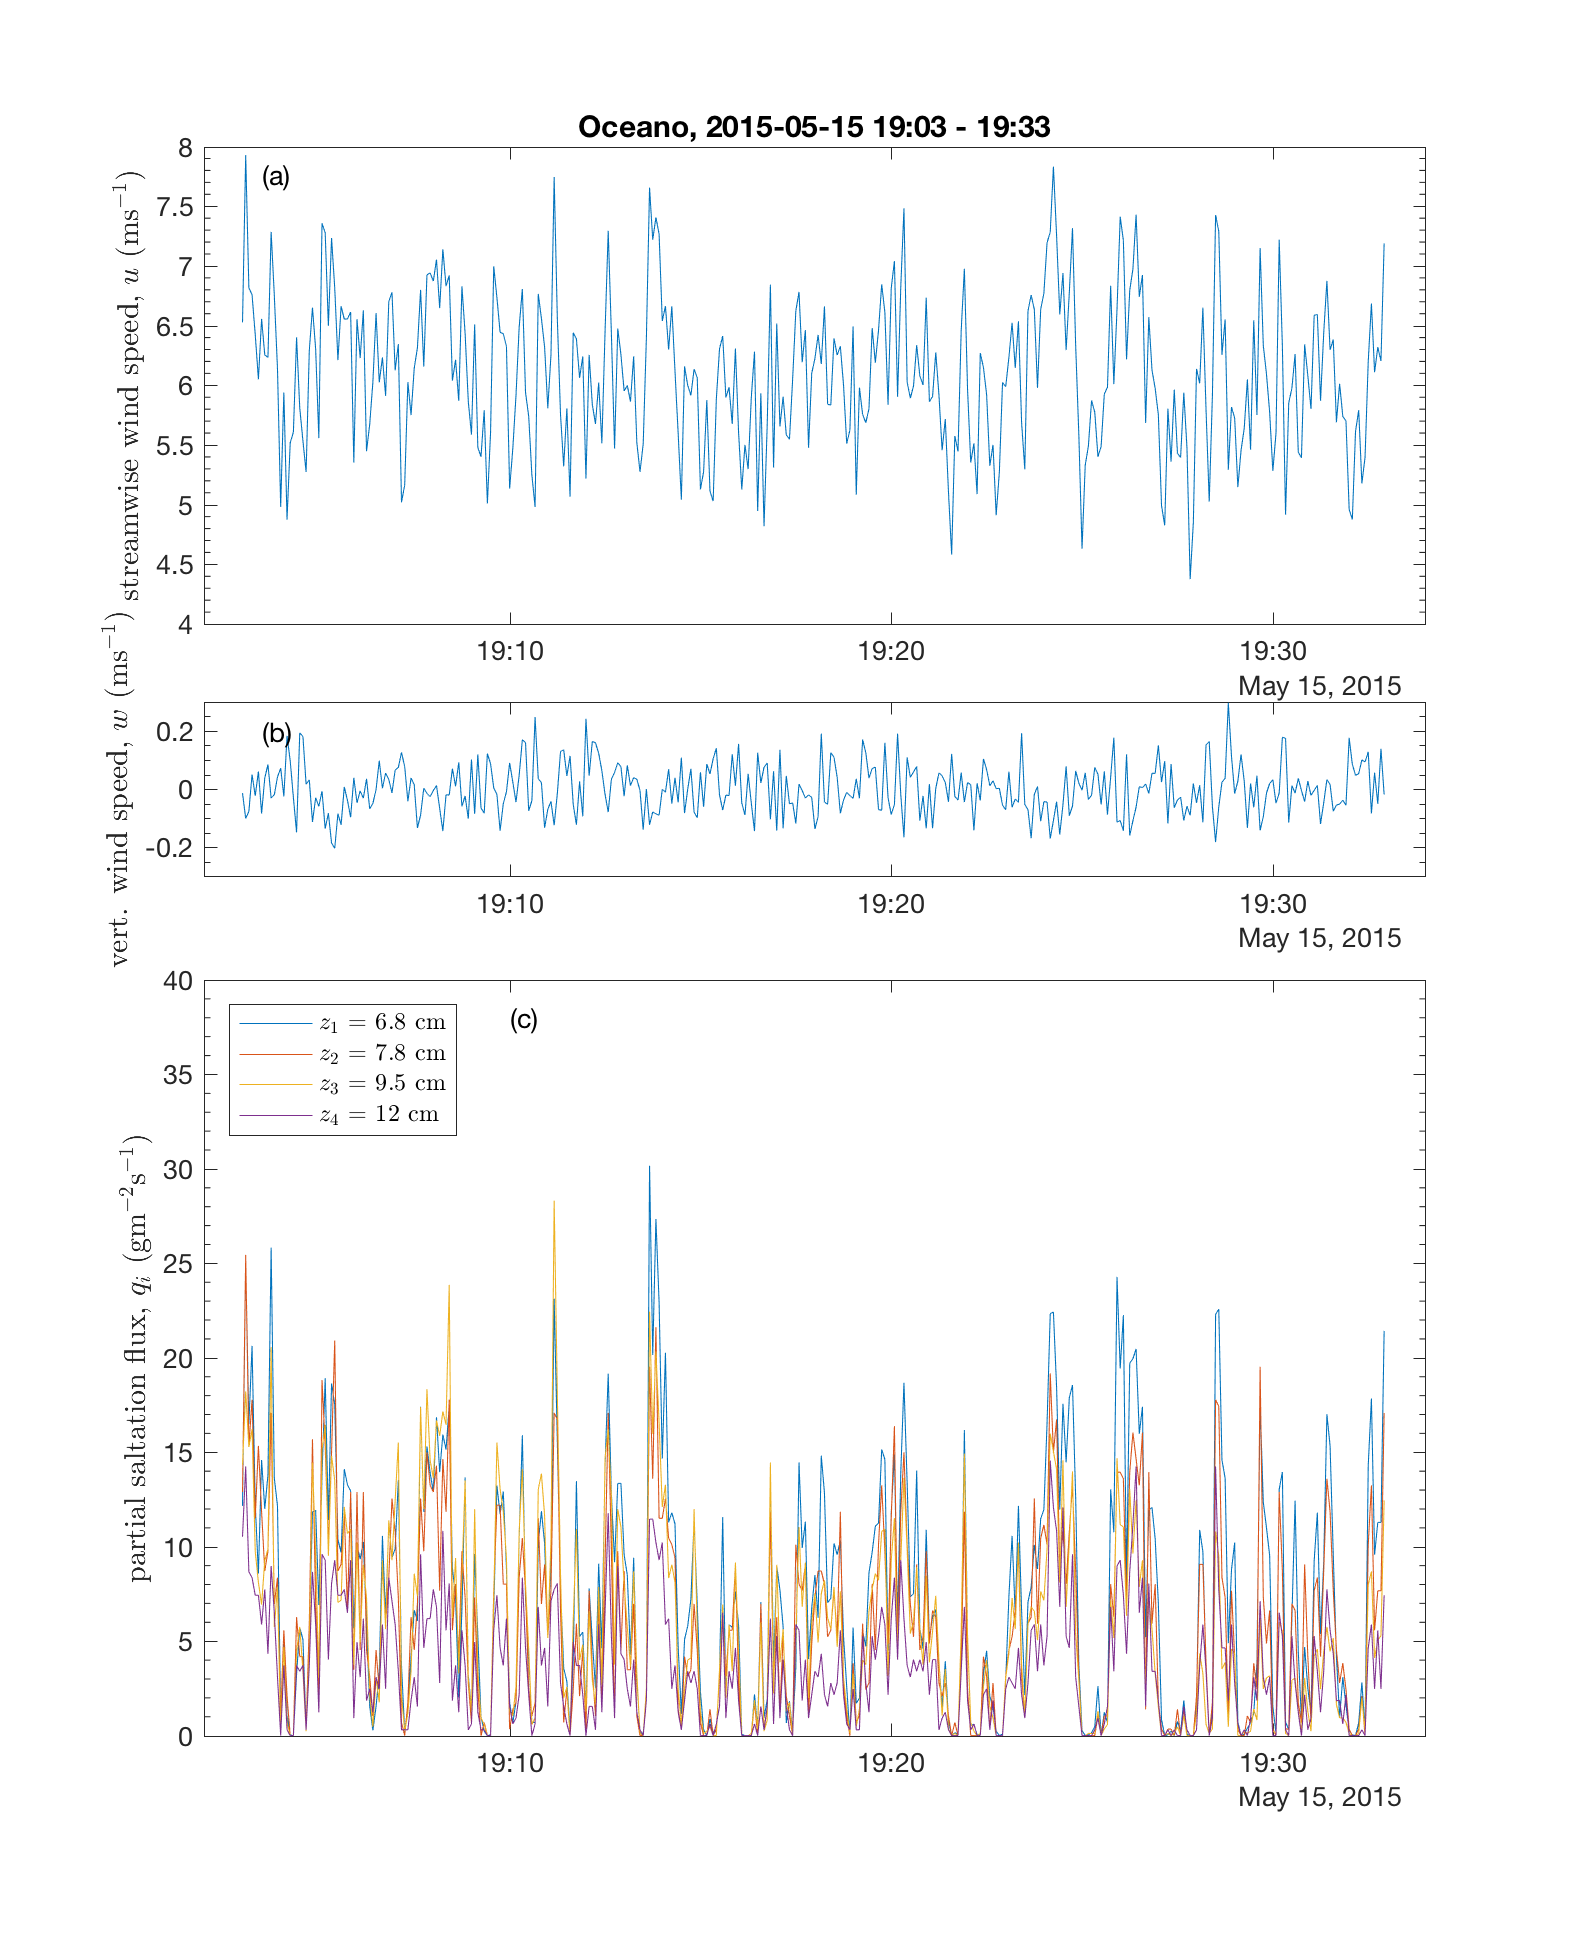 Oceano, 2015-05-15 19:03 - 19:33
(a)
streamwise wind speed, u (ms⁻¹)
8
7.5
7
6.5
6
5.5
5
4.5
4
19:10 19:20 19:30
May 15, 2015
(b)
vert. wind speed, w (ms⁻¹)
0.2
0
-0.2
19:10 19:20 19:30
May 15, 2015
(c)
partial saltation flux, qᵢ (gm⁻²s⁻¹)
40
35
30
25
20
15
10
5
0
z₁ = 6.8 cm
z₂ = 7.8 cm
z₃ = 9.5 cm
z₄ = 12 cm
19:10 19:20 19:30
May 15, 2015